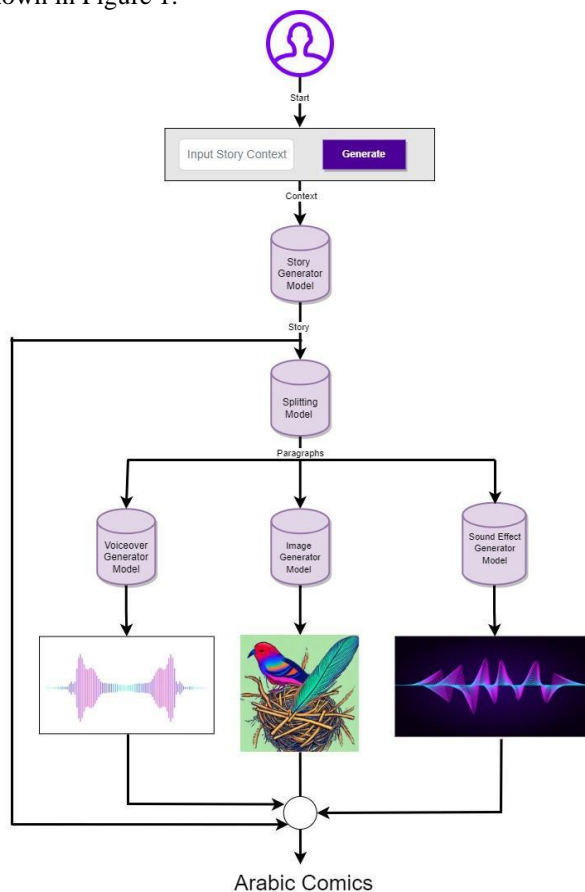 own in Figure 1.
Start
Input Story Context
Generate
Context
Story
Generator
Model
Story
Splitting
Model
Paragraphs
Voiceover
Generator
Model
Image
Generator
Model
Sound Effect
Generator
Model
Arabic Comics